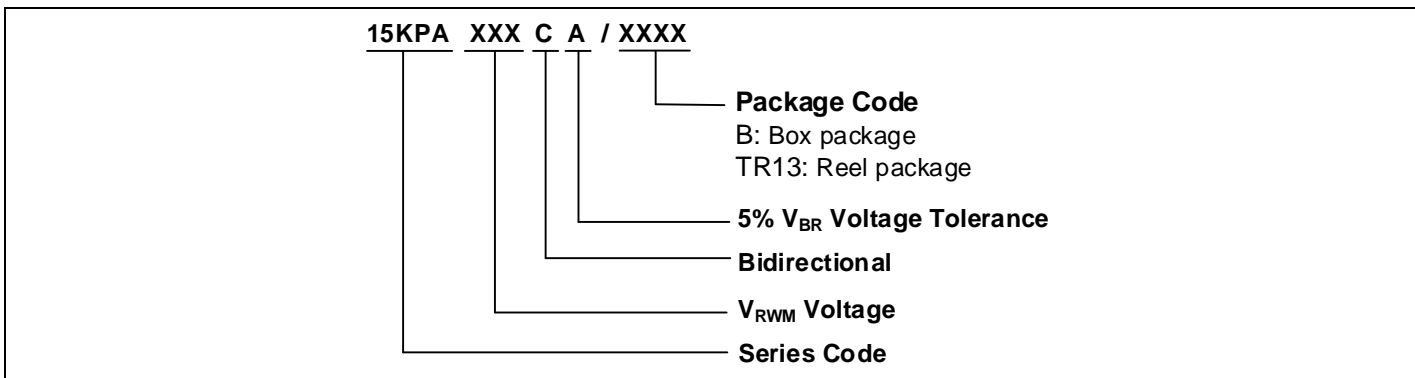 15KPA XXX C A / XXXX
Package Code
B: Box package
TR13: Reel package
5% VBR Voltage Tolerance
Bidirectional
VRWM Voltage
Series Code